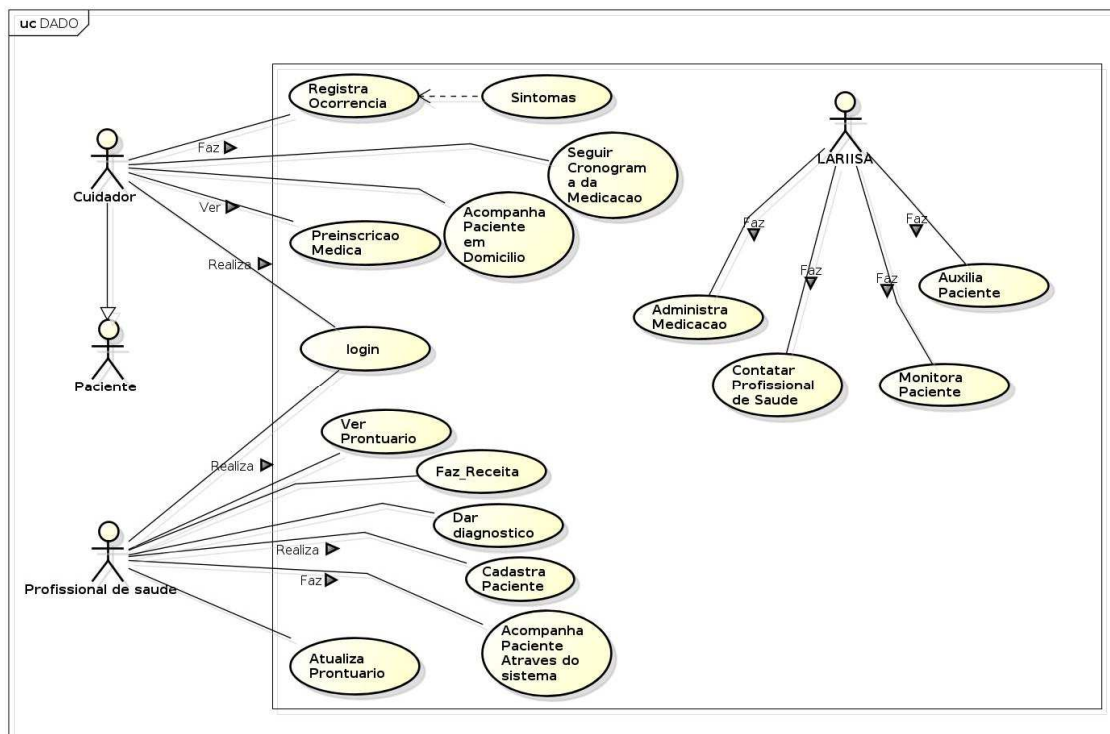 uc DADO
Registra
Ocorrencia
Sintomas
Faz
Seguir
Cronogram
a da
Medicacao
Cuidador
Ver
Preinscricao
Medica
Acompanha
Paciente
em
Domicilio
Realiza
login
Paciente
LARIISA
Faz
Faz
Faz
Faz
Auxilia
Paciente
Administra
Medicacao
Contatar
Profissional
de Saude
Monitora
Paciente
Ver
Prontuario
Realiza
Faz_Receita
Dar
diagnostico
Realiza
Cadastra
Paciente
Faz
Profissional de saude
Acompanha
Paciente
Atraves do
sistema
Atualiza
Prontuario